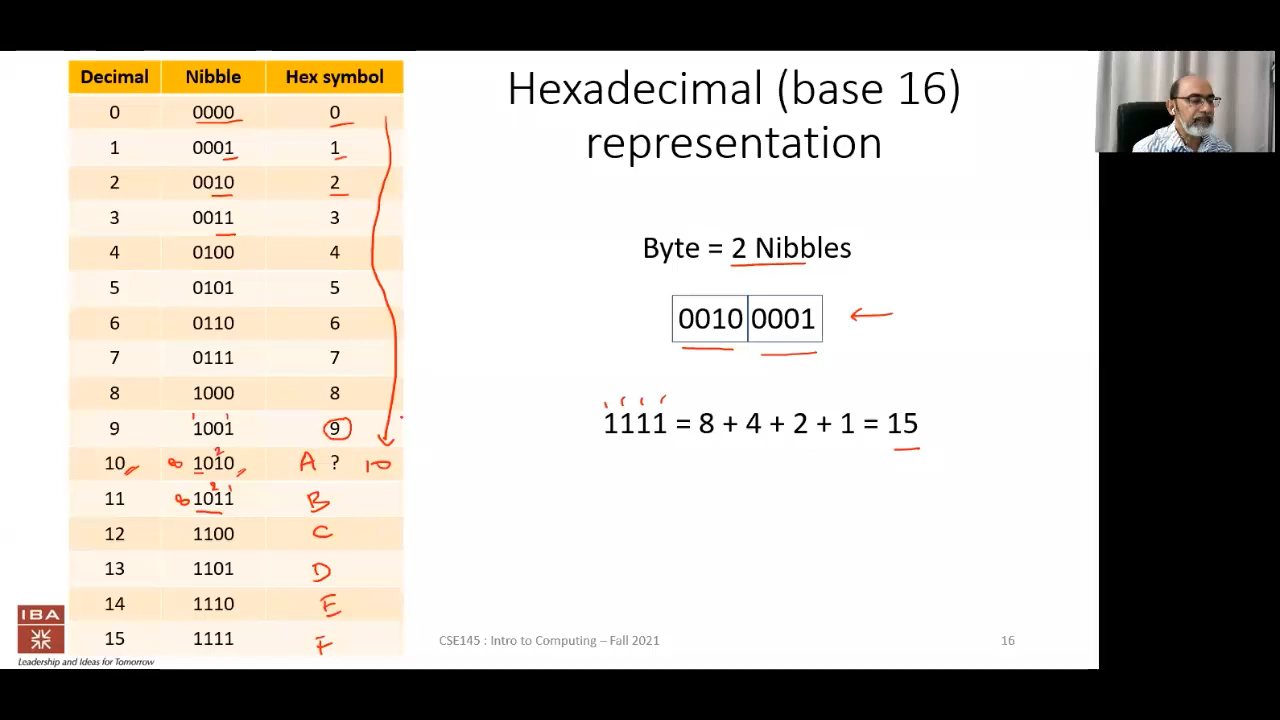 Decimal Nibble Hex symbol
0 0000 0
1 0001 1
2 0010 2
3 0011 3
4 0100 4
5 0101 5
6 0110 6
7 0111 7
8 1000 8
9 1001 9
10 1010 A ? 10
11 1011 B
12 1100 C
13 1101 D
14 1110 E
15 1111 F
Hexadecimal (base 16)
representation
Byte = 2 Nibbles
0010 0001
1111 = 8 + 4 + 2 + 1 = 15
IBA
Leadership and Ideas for Tomorrow
CSE145 : Intro to Computing – Fall 2021
16